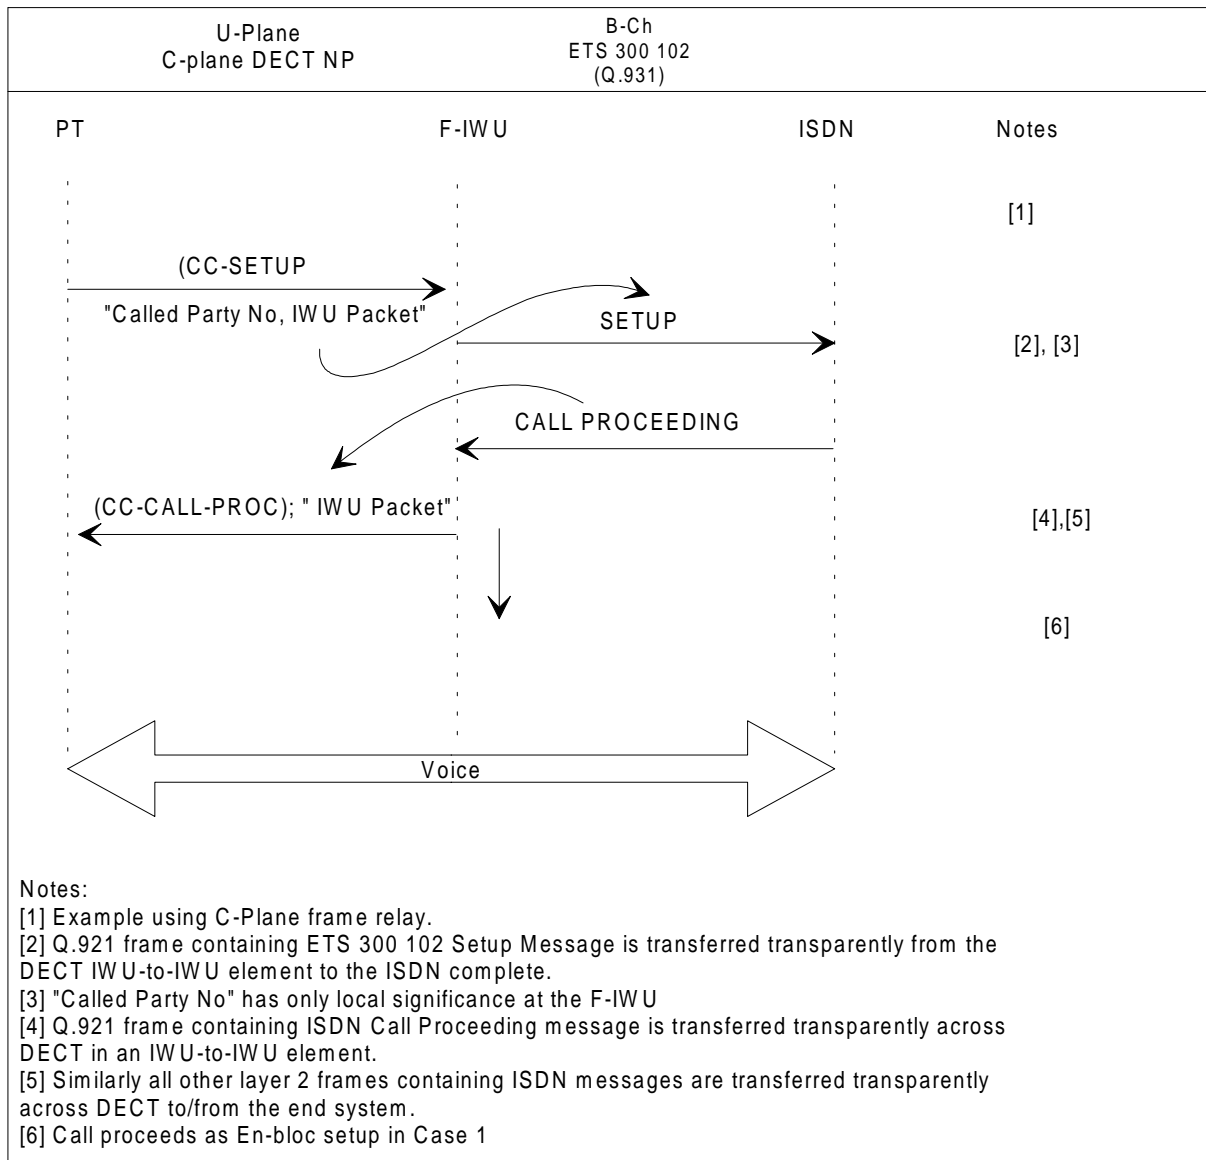 U-Plane
C-plane DECT NP
B-Ch
ETS 300 102
(Q.931)
PT F-IWU ISDN Notes
[1]
(CC-SETUP
"Called Party No, IWU Packet"
SETUP
[2], [3]
CALL PROCEEDING
(CC-CALL-PROC); " IWU Packet"
[4],[5]
[6]
Voice
Notes:
[1] Example using C-Plane frame relay.
[2] Q.921 frame containing ETS 300 102 Setup Message is transferred transparently from the
DECT IWU-to-IWU element to the ISDN complete.
[3] "Called Party No" has only local significance at the F-IWU
[4] Q.921 frame containing ISDN Call Proceeding message is transferred transparently across
DECT in an IWU-to-IWU element.
[5] Similarly all other layer 2 frames containing ISDN messages are transferred transparently
across DECT to/from the end system.
[6] Call proceeds as En-bloc setup in Case 1